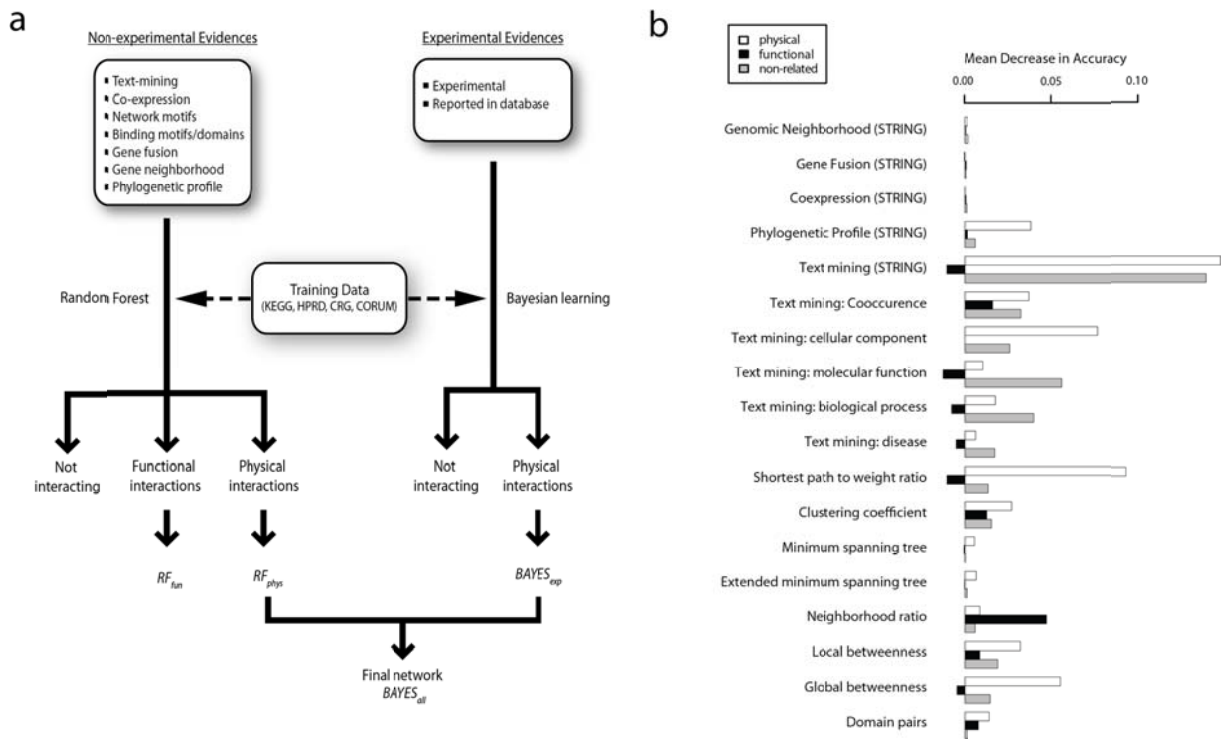 a
Non-experimental Evidences
Text-mining
Co-expression
Network motifs
Binding motifs/domains
Gene fusion
Gene neighborhood
Phylogenetic profile
Experimental Evidences
Experimental
Reported in database
Random Forest
Training Data
(KEGG, HPRD, CRG, CORUM)
Bayesian learning
Not
interacting
Functional
interactions
Physical
interactions
Not
interacting
Physical
interactions
RFfun
RFphys
BAYESexp
Final network
BAYESall
b
physical
functional
non-related
Mean Decrease in Accuracy
0.00 0.05 0.10
Genomic Neighborhood (STRING)
Gene Fusion (STRING)
Coexpression (STRING)
Phylogenetic Profile (STRING)
Text mining (STRING)
Text mining: Cooccurence
Text mining: cellular component
Text mining: molecular function
Text mining: biological process
Text mining: disease
Shortest path to weight ratio
Clustering coefficient
Minimum spanning tree
Extended minimum spanning tree
Neighborhood ratio
Local betweenness
Global betweenness
Domain pairs